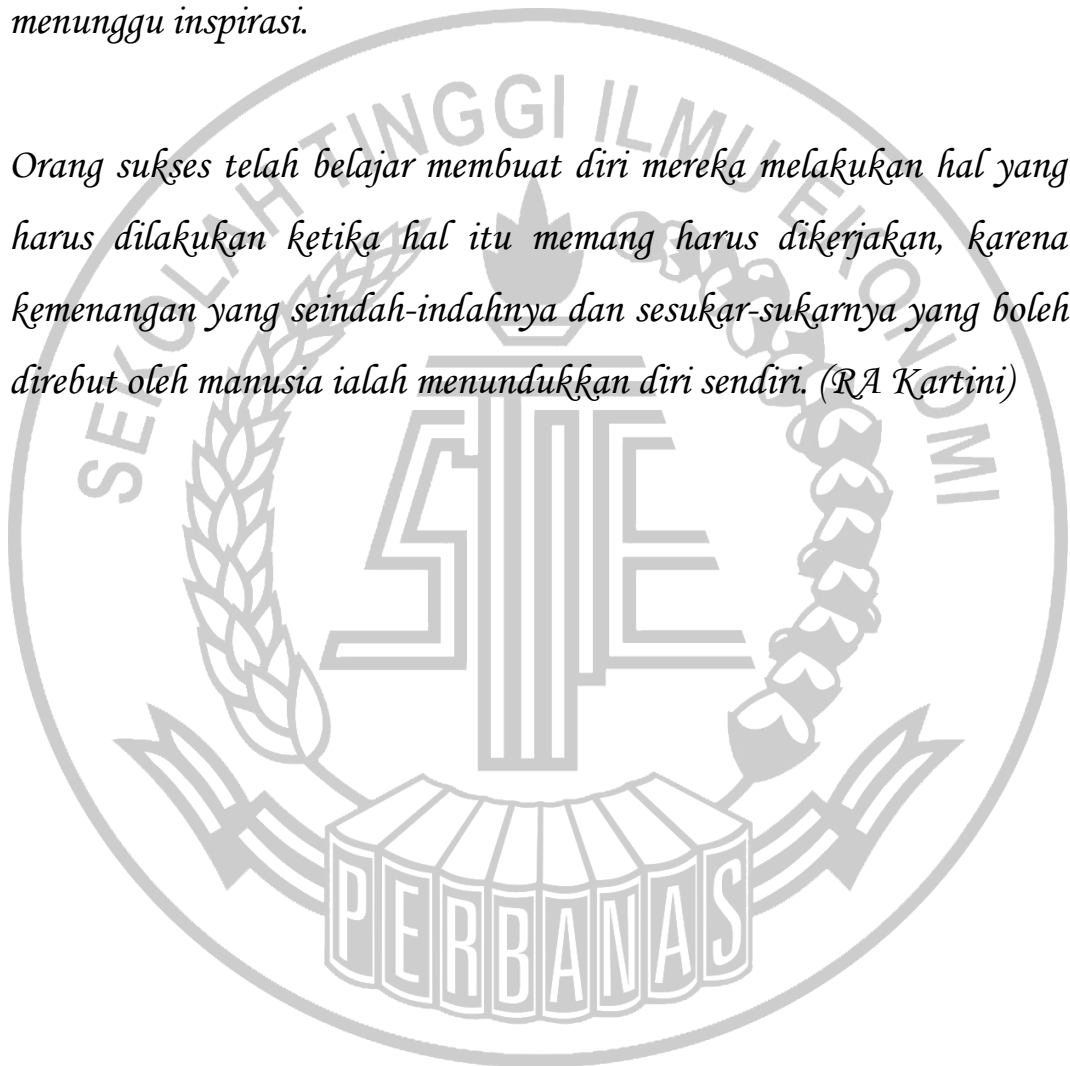 menunggu inspirasi.
SEKOLAH TINGGI ILMU EKONOMI
Orang sukses telah belajar membuat diri mereka melakukan hal yang
harus dilakukan ketika hal itu memang harus dikerjakan, karena
kemenangan yang seindah-indahnya dan sesukar-sukarnya yang boleh
direbut oleh manusia ialah menundukkan diri sendiri. (RA Kartini)
STIE
PERBANAS